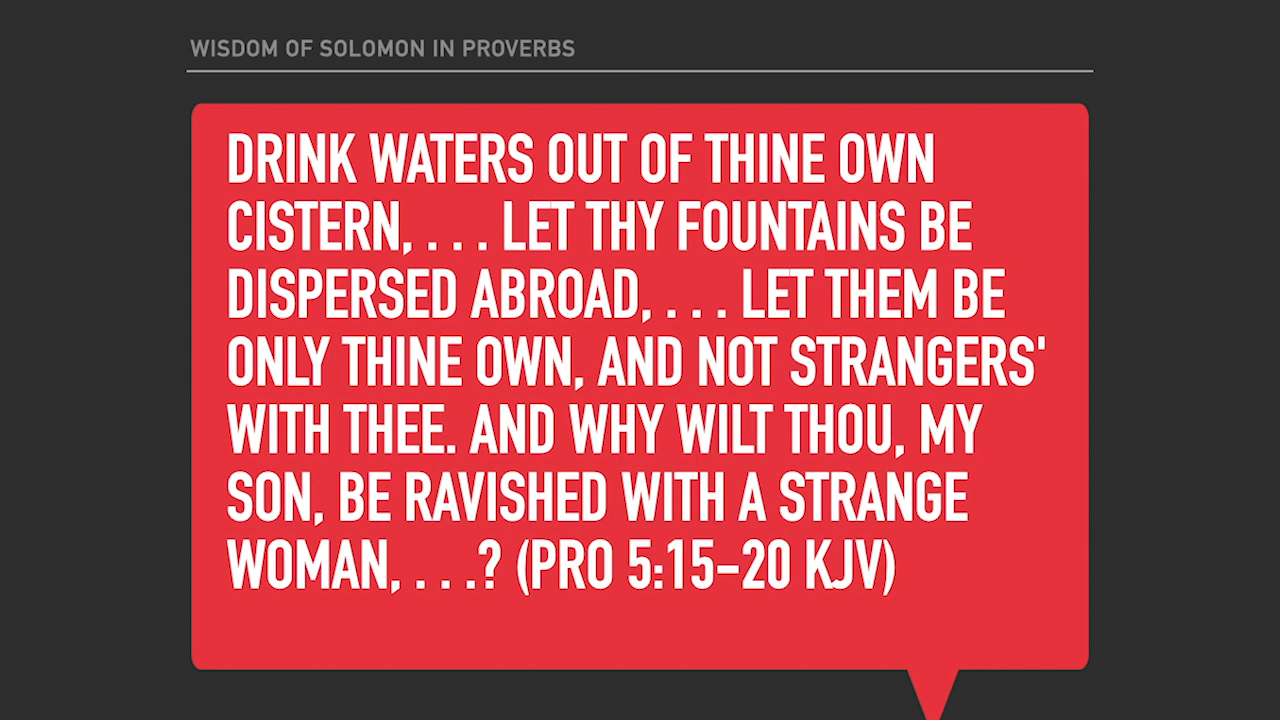 WISDOM OF SOLOMON IN PROVERBS
DRINK WATERS OUT OF THINE OWN
CISTERN, . . . LET THY FOUNTAINS BE
DISPERSED ABROAD, . . . LET THEM BE
ONLY THINE OWN, AND NOT STRANGERS'
WITH THEE. AND WHY WILT THOU, MY
SON, BE RAVISHED WITH A STRANGE
WOMAN, . . .? (PRO 5:15-20 KJV)